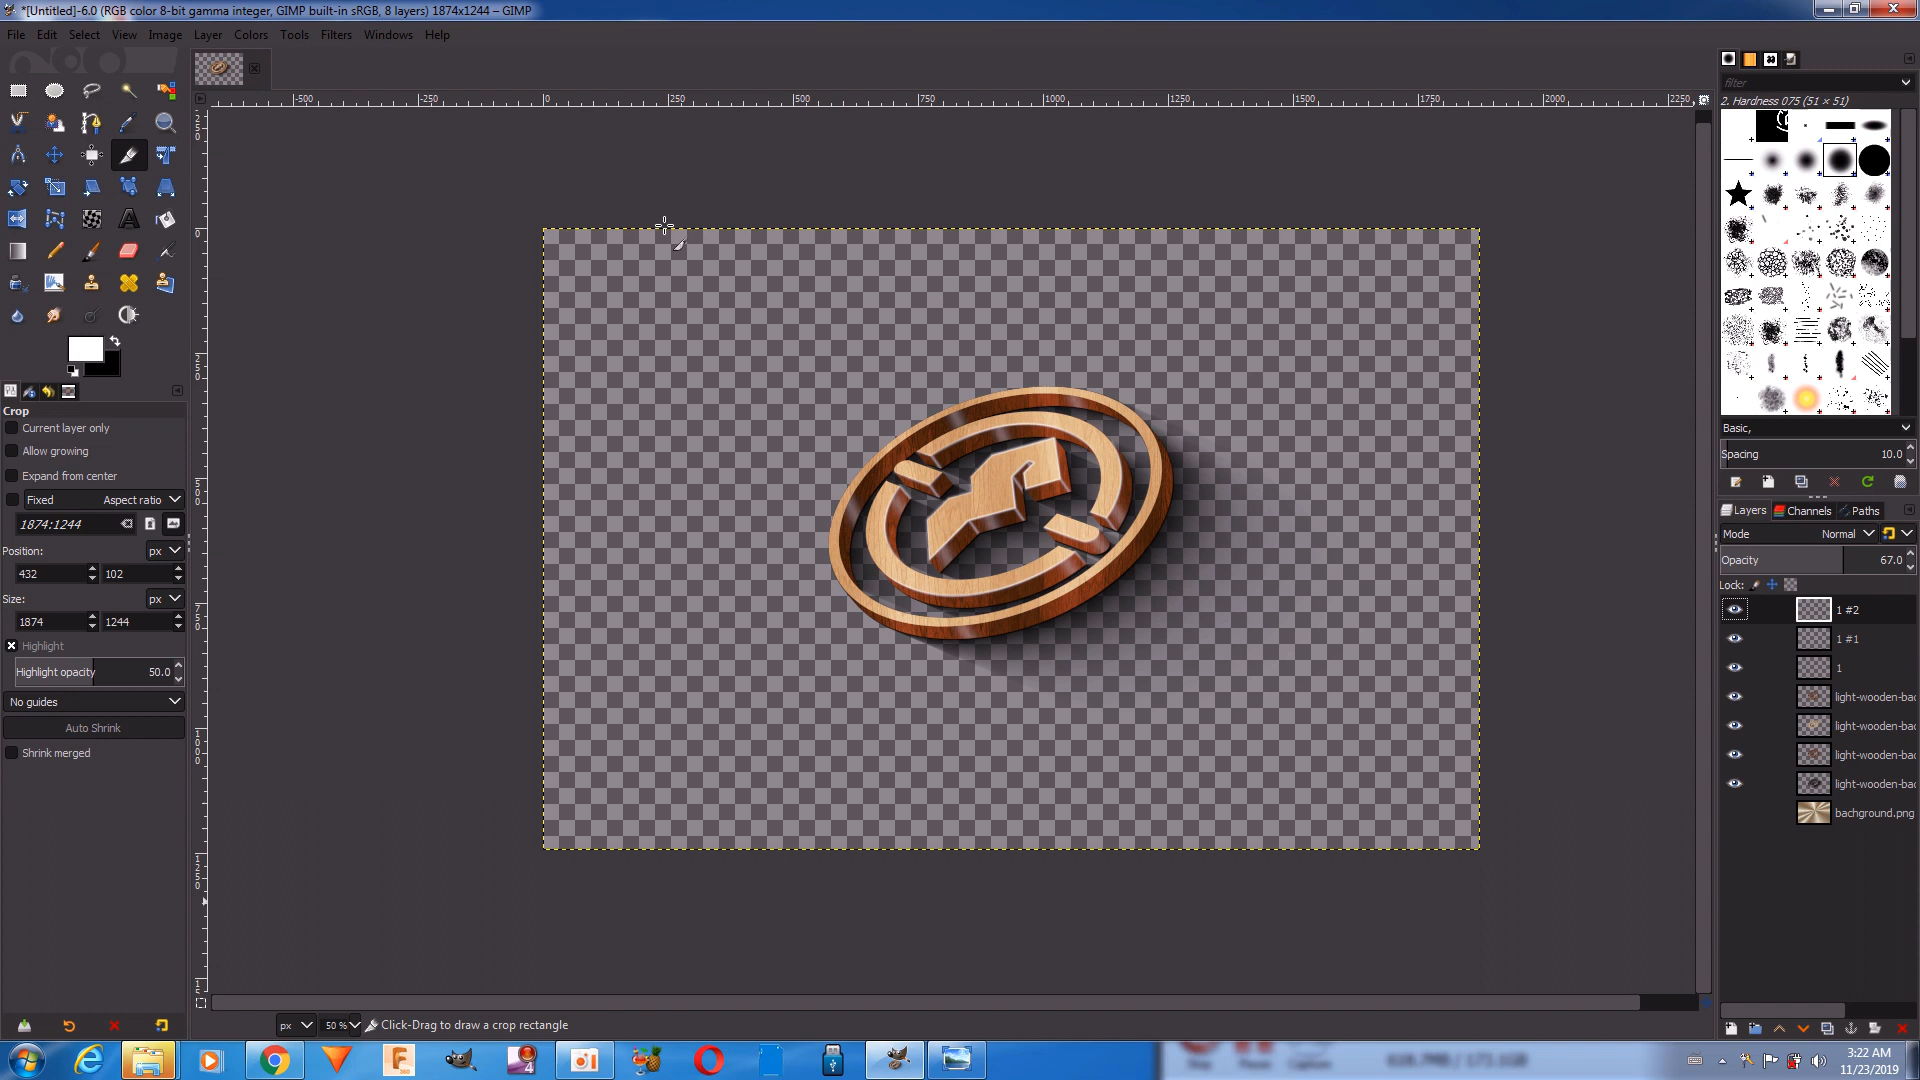 *[Untitled]-6.0 (RGB color 8-bit gamma integer, GIMP built-in sRGB, 8 layers) 1874x1244 – GIMP
File Edit Select View Image Layer Colors Tools Filters Windows Help
-500 -250 0 250 500 750 1000 1250 1500 1750 2000 2250
filter
2. Hardness 075 (51 × 51)
Crop
Current layer only
Allow growing
Expand from center
Fixed Aspect ratio
1874:1244
Position: px
432 102
Size: px
1874 1244
Highlight
Highlight opacity 50.0
No guides
Auto Shrink
Shrink merged
Basic,
Spacing 10.0
Layers Channels Paths
Mode Normal
Opacity 67.0
Lock:
1 #2
1 #1
1
light-wooden-bac
light-wooden-bac
light-wooden-bac
light-wooden-bac
bachground.png
px 50 % Click-Drag to draw a crop rectangle
3:22 AM
11/23/2019